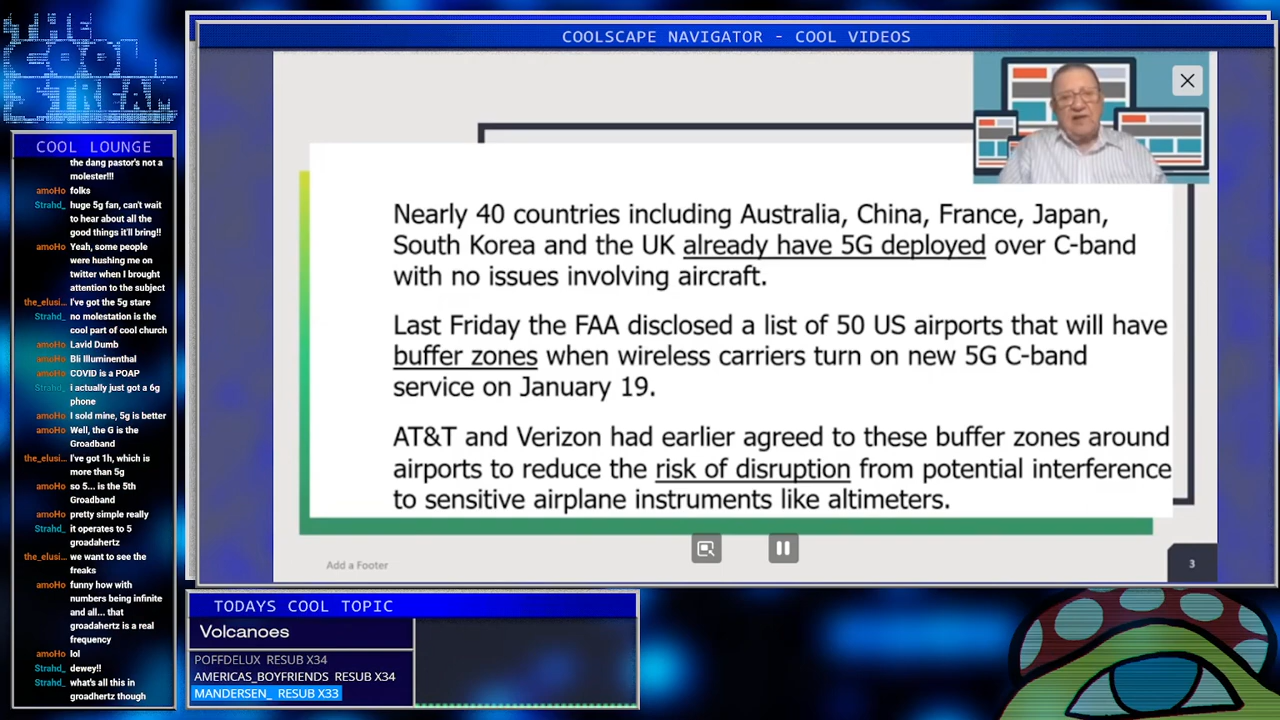 COOLSCAPE NAVIGATOR - COOL VIDEOS
COOL LOUNGE
the dang pastor's not a
molester!!!
amoHo folks
Strahd_ huge 5g fan, can't wait
to hear about all the
good things it'll bring!!
amoHo Yeah, some people
were hushing me on
twitter when I brought
attention to the subject
the_elusi... I've got the 5g stare
Strahd_ no molestation is the
cool part of cool church
amoHo Lavid Dumb
amoHo Bli Illuminenthal
amoHo COVID is a POAP
Strahd_ i actually just got a 6g
phone
amoHo I sold mine, 5g is better
amoHo Well, the G is the
Groadband
the_elusi... I've got 1h, which is
more than 5g
amoHo so 5... is the 5th
Groadband
amoHo pretty simple really
Strahd_ it operates to 5
groadahertz
the_elusi... we want to see the
freaks
amoHo funny how with
numbers being infinite
and all... that
groadahertz is a real
frequency
amoHo lol
Strahd_ dewey!!
Strahd_ what's all this in
groadhertz though
Nearly 40 countries including Australia, China, France, Japan,
South Korea and the UK already have 5G deployed over C-band
with no issues involving aircraft.
Last Friday the FAA disclosed a list of 50 US airports that will have
buffer zones when wireless carriers turn on new 5G C-band
service on January 19.
AT&T and Verizon had earlier agreed to these buffer zones around
airports to reduce the risk of disruption from potential interference
to sensitive airplane instruments like altimeters.
Add a Footer
3
TODAYS COOL TOPIC
Volcanoes
POFFDELUX RESUB X34
AMERICAS_BOYFRIENDS RESUB X34
MANDERSEN_ RESUB X33